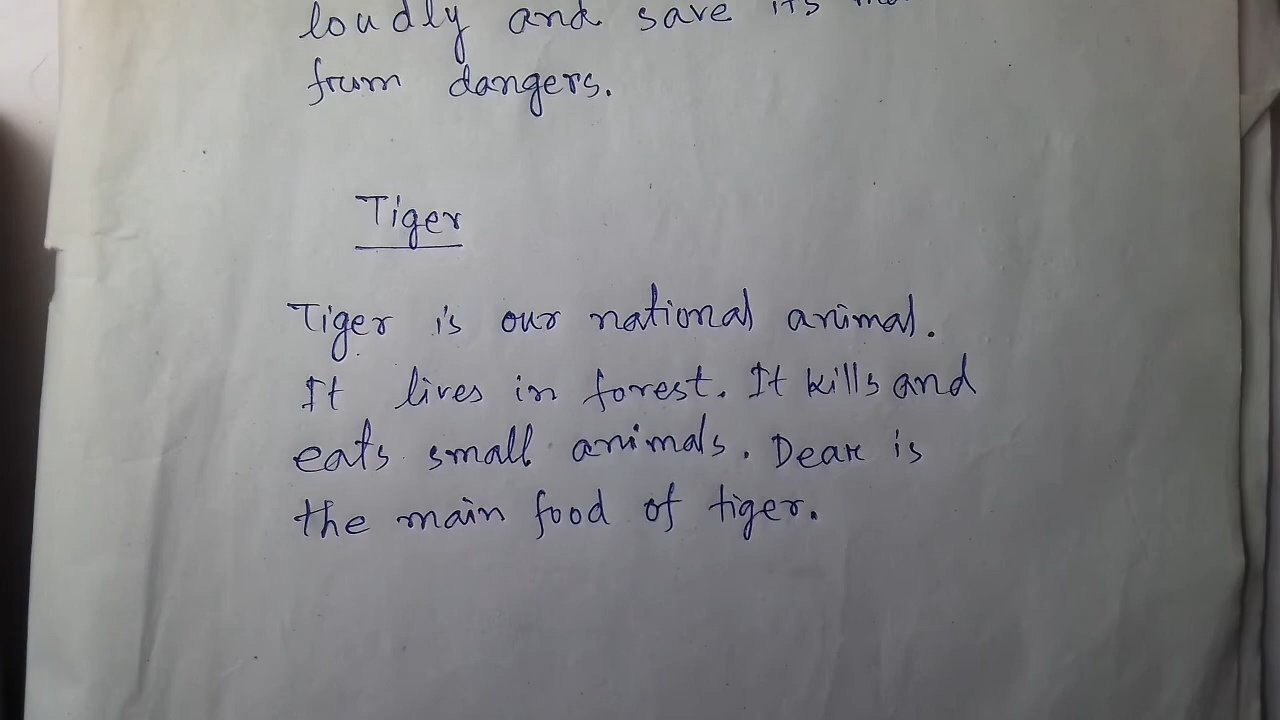 loudly and save its
from dangers.
Tiger
Tiger is our national animal.
It lives in forest. It kills and
eats small animals. Dear is
the main food of tiger.